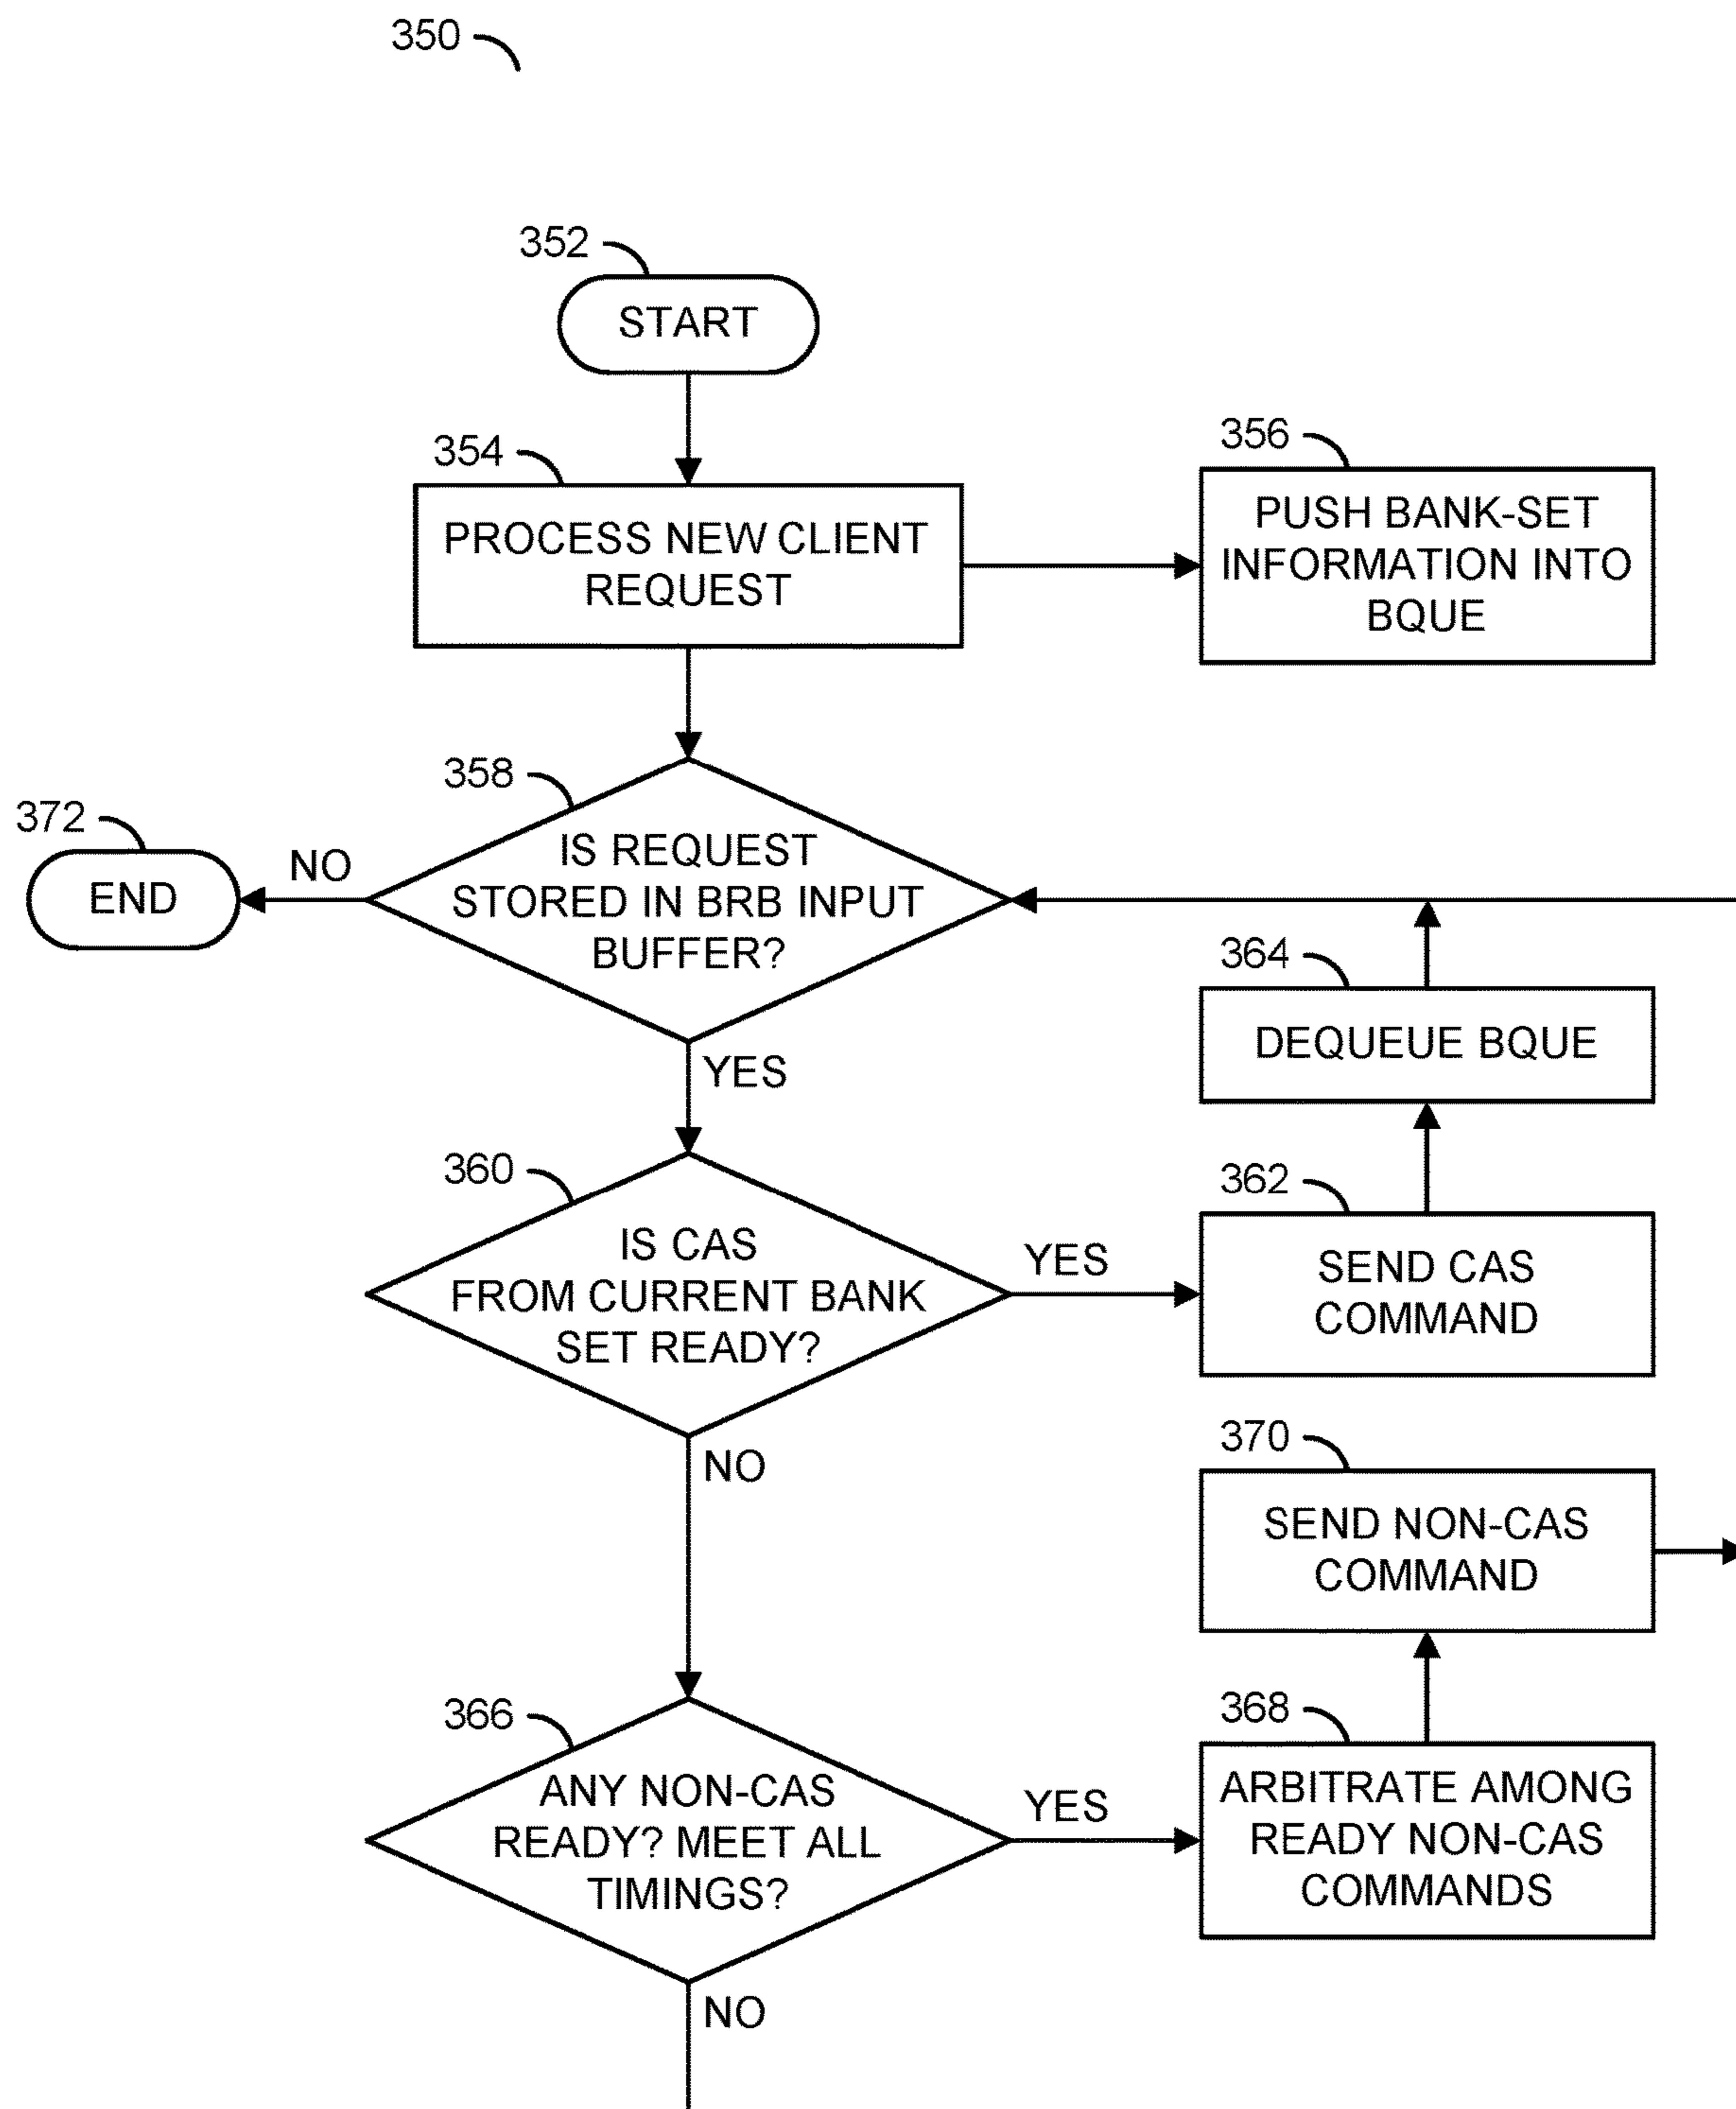 350
352
START
354
PROCESS NEW CLIENT
REQUEST
356
PUSH BANK-SET
INFORMATION INTO
BQUE
358
IS REQUEST
STORED IN BRB INPUT
BUFFER?
372
END
NO
YES
364
DEQUEUE BQUE
360
IS CAS
FROM CURRENT BANK
SET READY?
YES
362
SEND CAS
COMMAND
NO
370
SEND NON-CAS
COMMAND
366
ANY NON-CAS
READY? MEET ALL
TIMINGS?
YES
368
ARBITRATE AMONG
READY NON-CAS
COMMANDS
NO